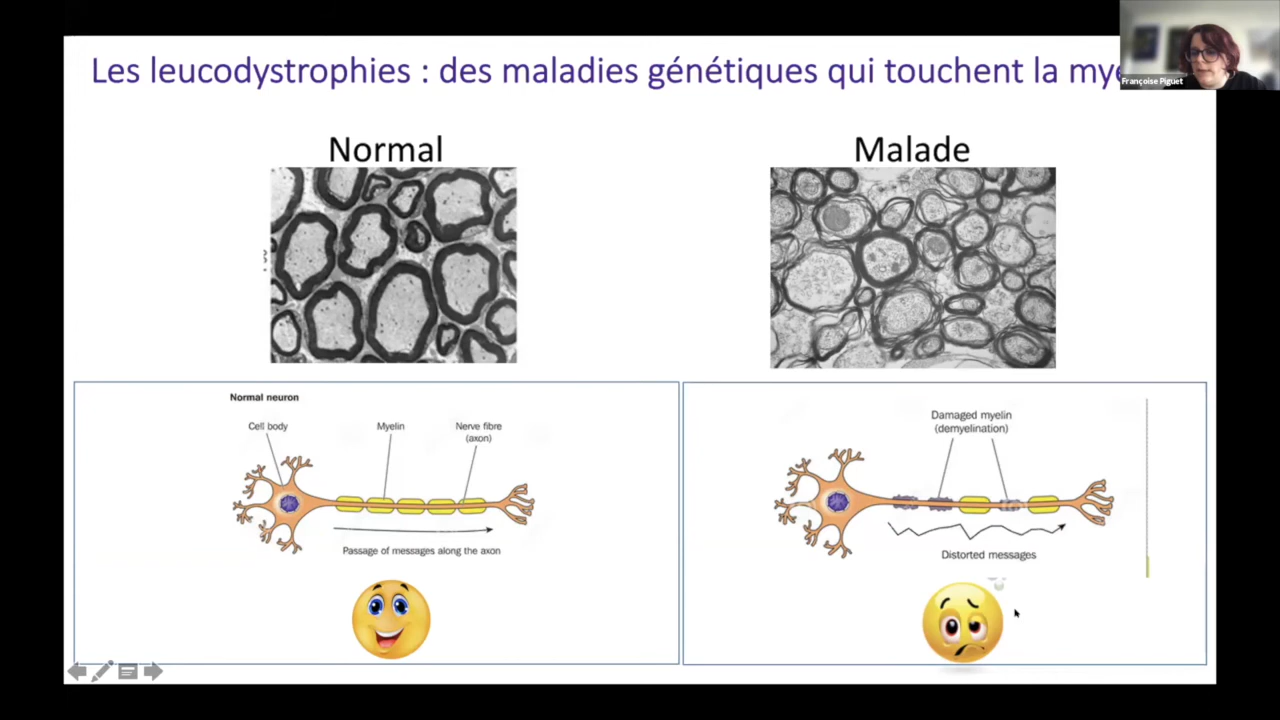 Les leucodystrophies : des maladies génétiques qui touchent la mye
Françoise Piguet
Normal
Malade
Normal neuron
Cell body
Myelin
Nerve fibre
(axon)
Passage of messages along the axon
Damaged myelin
(demyelination)
Distorted messages